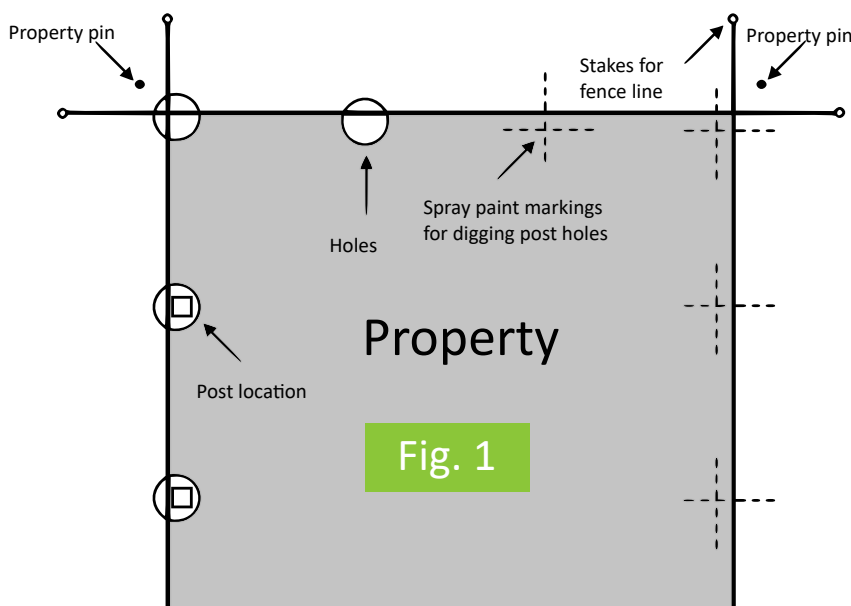 Property pin
Property pin
Stakes for
fence line
Spray paint markings
for digging post holes
Holes
Property
Post location
Fig. 1